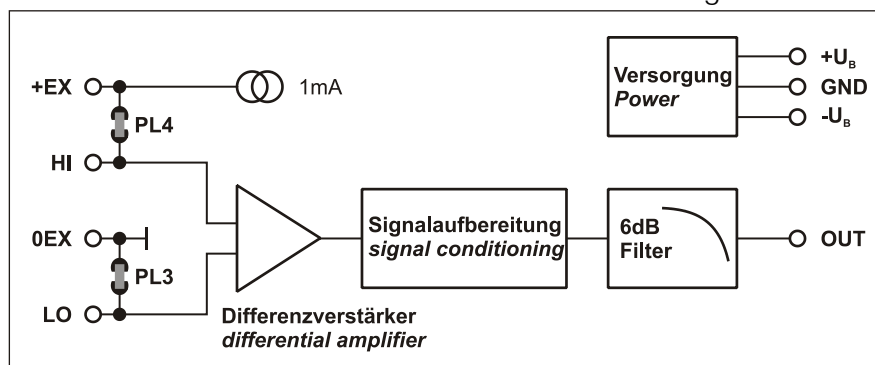 +EX
1mA
PL4
HI
0EX
PL3
LO
Differenzverstärker
differential amplifier
Signalaufbereitung
signal conditioning
6dB
Filter
OUT
Versorgung
Power
+UB
GND
-UB